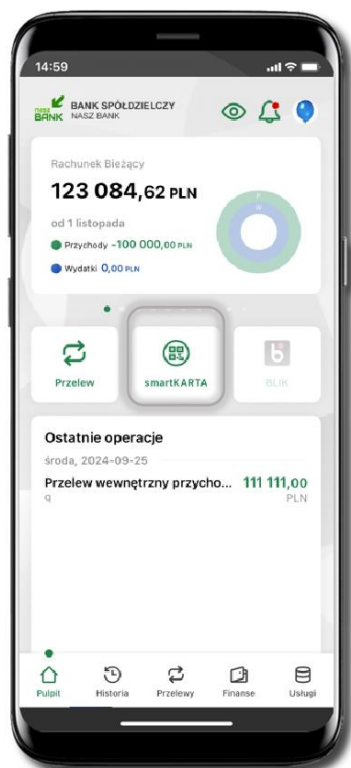 14:59
nasz BANK
BANK SPÓŁDZIELCZY
NASZ BANK
Rachunek Bieżący
123 084,62 PLN
od 1 listopada
Przychody ~100 000,00 PLN
Wydatki 0,00 PLN
Przelew
smartKARTA
BLIK
Ostatnie operacje
środa, 2024-09-25
Przelew wewnętrzny przycho... 111 111,00
q PLN
Pulpit Historia Przelewy Finanse Usługi